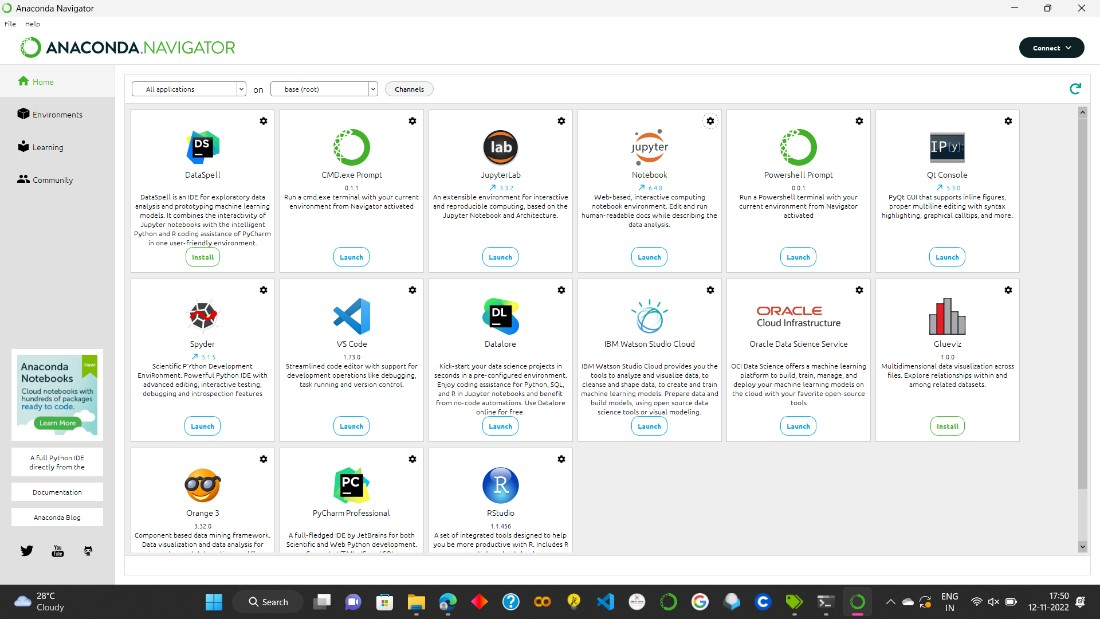 Anaconda Navigator
File Help
ANACONDA.NAVIGATOR
Connect
Home
Environments
Learning
Community
All applications
on
base (root)
Channels
DS
DataSpell
DataSpell is an IDE for exploratory data
analysis and prototyping machine learning
models. It combines the interactivity of
Jupyter notebooks with the intelligent
Python and R coding assistance of PyCharm
in one user-friendly environment.
Install
CMD.exe Prompt
0.1.1
Run a cmd.exe terminal with your current
environment from Navigator activated
Launch
lab
JupyterLab
3.3.2
An extensible environment for interactive
and reproducible computing, based on the
Jupyter Notebook and Architecture.
Launch
jupyter
Notebook
6.4.8
Web-based, interactive computing
notebook environment. Edit and run
human-readable docs while describing the
data analysis.
Launch
Powershell Prompt
0.0.1
Run a Powershell terminal with your
current environment from Navigator
activated
Launch
IP[y]:
Qt Console
5.3.0
PyQt GUI that supports inline figures,
proper multiline editing with syntax
highlighting, graphical calltips, and more.
Launch
Spyder
5.1.5
Scientific PYthon Development
EnviRonment. Powerful Python IDE with
advanced editing, interactive testing,
debugging and introspection features
Launch
VS Code
1.73.0
Streamlined code editor with support for
development operations like debugging,
task running and version control.
Launch
DL
Datalore
Kick-start your data science projects in
seconds in a pre-configured environment.
Enjoy coding assistance for Python, SQL,
and R in Jupyter notebooks and benefit
from no-code automations. Use Datalore
online for free
Launch
IBM Watson Studio Cloud
IBM Watson Studio Cloud provides you the
tools to analyze and visualize data, to
cleanse and shape data, to create and train
machine learning models. Prepare data and
build models, using open source data
science tools or visual modeling.
Launch
ORACLE
Cloud Infrastructure
Oracle Data Science Service
OCI Data Science offers a machine learning
platform to build, train, manage, and
deploy your machine learning models on
the cloud with your favorite open-source
tools
Launch
Glueviz
1.0.0
Multidimensional data visualization across
files. Explore relationships within and
among related datasets.
Install
Orange 3
3.32.0
Component based data mining framework.
Data visualization and data analysis for
PC
PyCharm Professional
A full-fledged IDE by JetBrains for both
Scientific and Web Python development.
R
RStudio
1.1.456
A set of integrated tools designed to help
you be more productive with R. Includes R
Anaconda
Notebooks
Cloud notebooks with
hundreds of packages
ready to code.
Learn More
A Full Python IDE
directly from the
Documentation
Anaconda Blog
You
Tube
28°C
Cloudy
Search
ENG
IN
17:50
12-11-2022